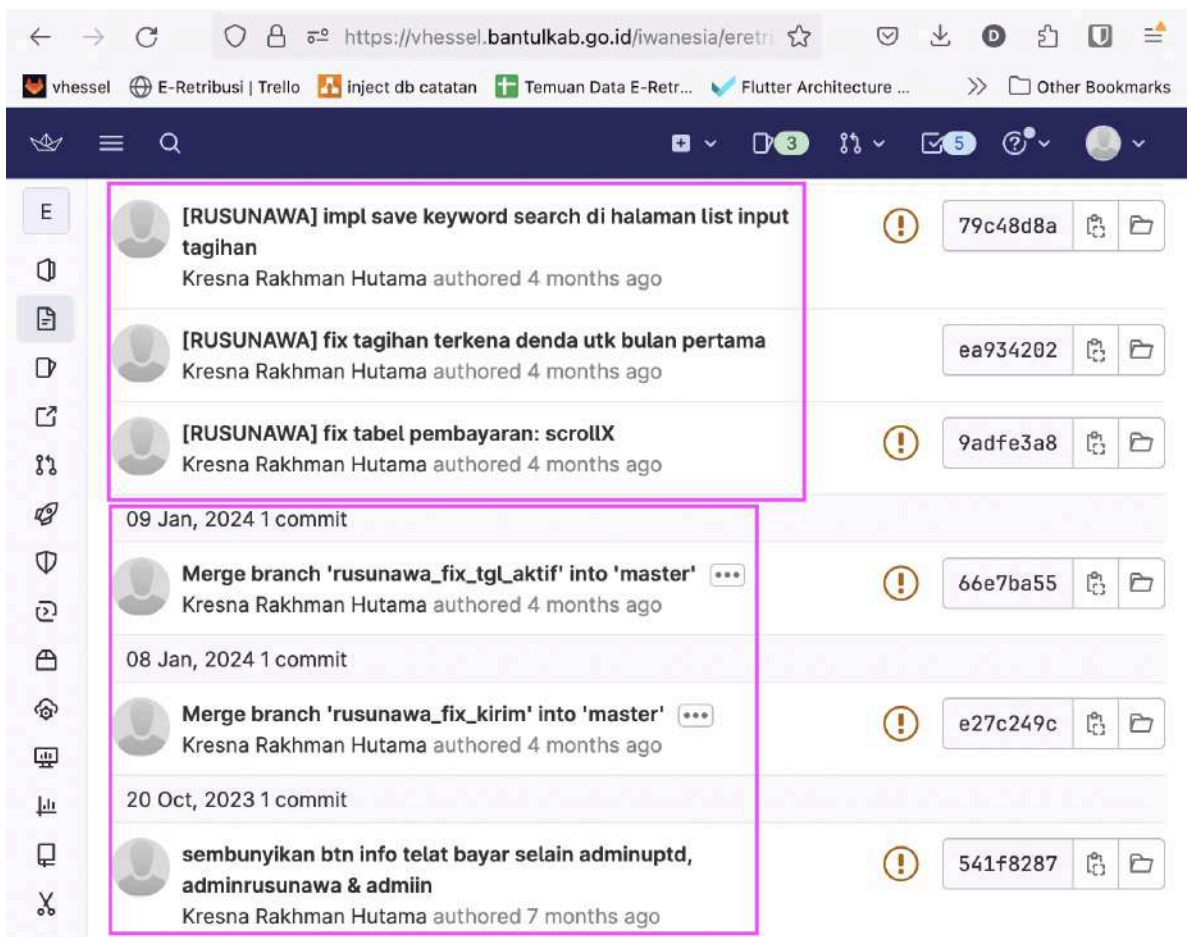 https://vhessel.bantulkab.go.id/iwanesia/eretri
vhessel E-Retribusi | Trello inject db catatan Temuan Data E-Retr... Flutter Architecture ... Other Bookmarks
3 5
E
[RUSUNAWA] impl save keyword search di halaman list input
tagihan
Kresna Rakhman Hutama authored 4 months ago
79c48d8a
[RUSUNAWA] fix tagihan terkena denda utk bulan pertama
Kresna Rakhman Hutama authored 4 months ago
ea934202
[RUSUNAWA] fix tabel pembayaran: scrollX
Kresna Rakhman Hutama authored 4 months ago
9adfe3a8
09 Jan, 2024 1 commit
Merge branch 'rusunawa_fix_tgl_aktif' into 'master'
Kresna Rakhman Hutama authored 4 months ago
66e7ba55
08 Jan, 2024 1 commit
Merge branch 'rusunawa_fix_kirim' into 'master'
Kresna Rakhman Hutama authored 4 months ago
e27c249c
20 Oct, 2023 1 commit
sembunyikan btn info telat bayar selain adminuptd,
adminrusunawa & admiin
Kresna Rakhman Hutama authored 7 months ago
541f8287